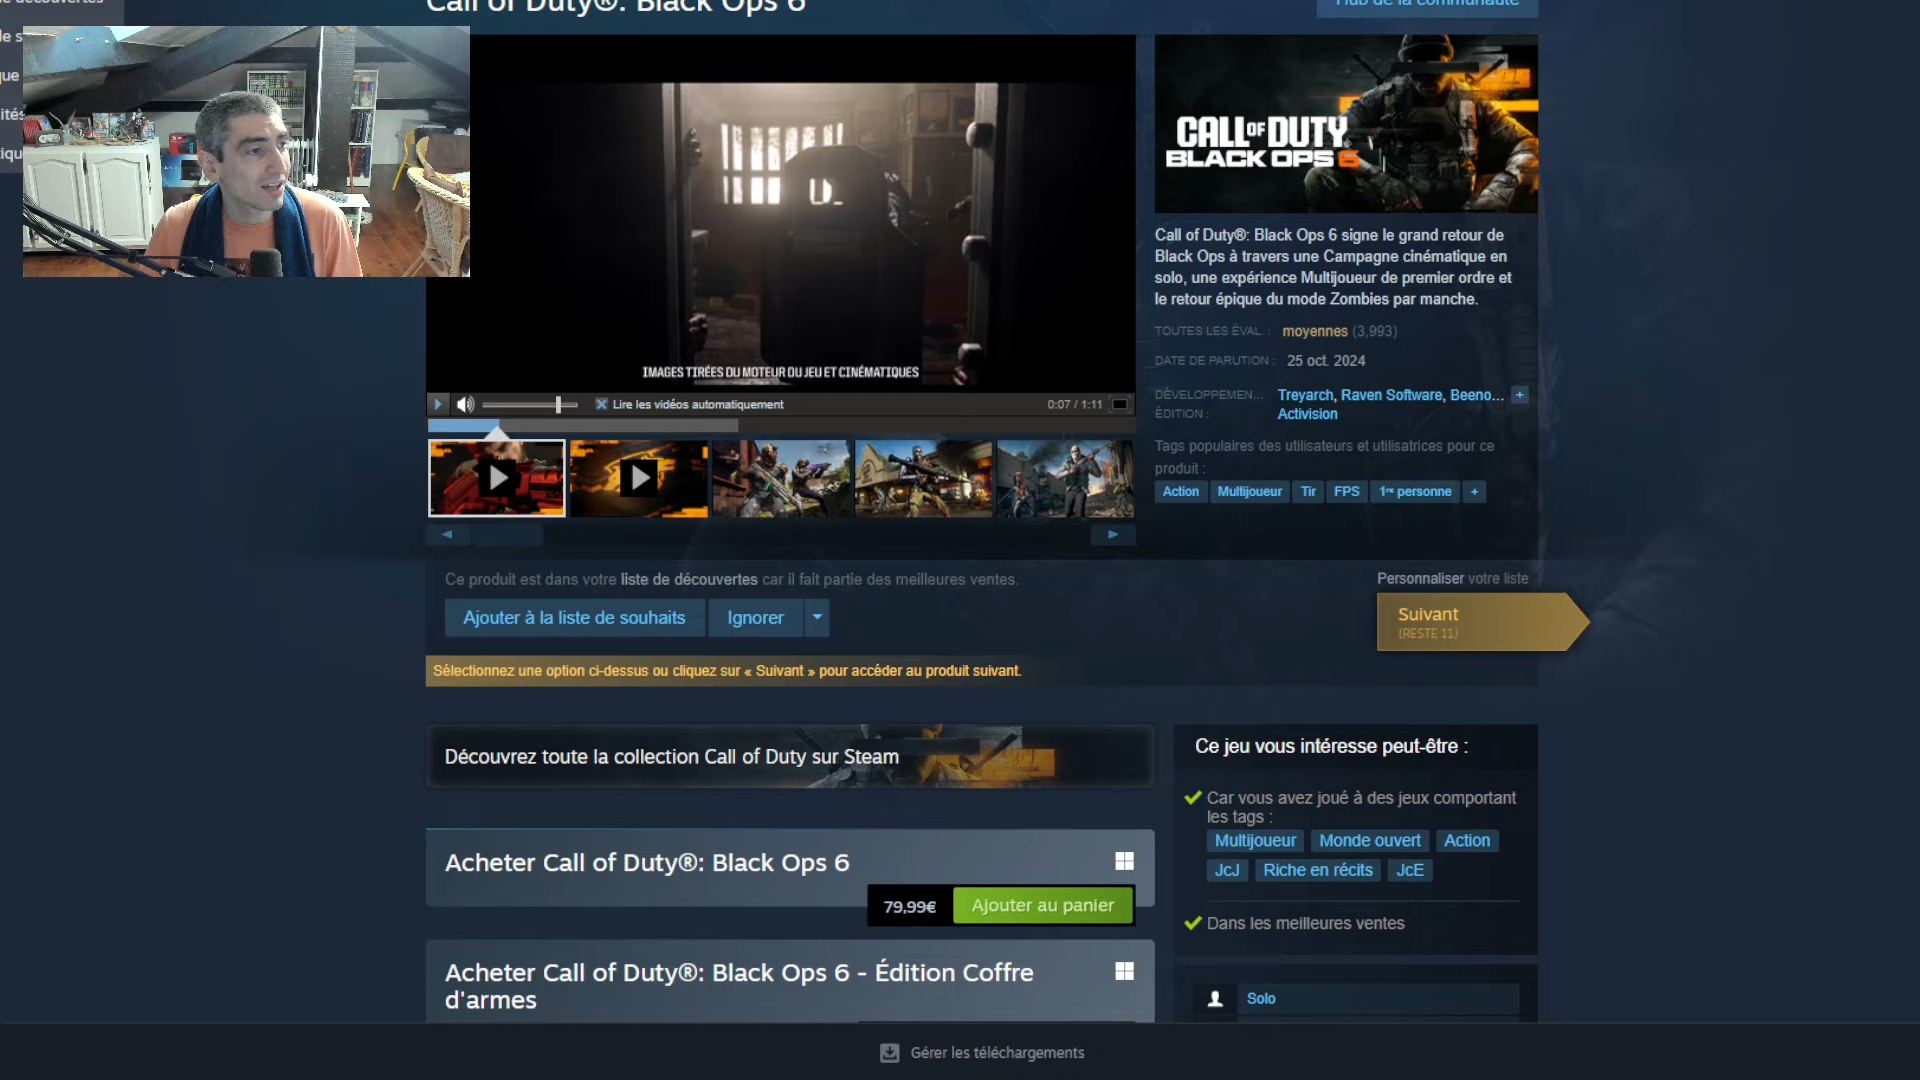 Call of Duty®: Black Ops 6
Hub de la communauté
CALL OF DUTY
BLACK OPS 6
IMAGES TIRÉES DU MOTEUR DU JEU ET CINÉMATIQUES
Lire les vidéos automatiquement
0:07 / 1:11
Call of Duty®: Black Ops 6 signe le grand retour de
Black Ops à travers une Campagne cinématique en
solo, une expérience Multijoueur de premier ordre et
le retour épique du mode Zombies par manche.
TOUTES LES ÉVAL. : moyennes (3,993)
DATE DE PARUTION : 25 oct. 2024
DÉVELOPPEMEN... Treyarch, Raven Software, Beeno... +
ÉDITION : Activision
Tags populaires des utilisateurs et utilisatrices pour ce
produit :
Action Multijoueur Tir FPS 1re personne +
Ce produit est dans votre liste de découvertes car il fait partie des meilleures ventes.
Ajouter à la liste de souhaits Ignorer
Personnaliser votre liste
Suivant
(RESTE 11)
Sélectionnez une option ci-dessus ou cliquez sur « Suivant » pour accéder au produit suivant.
Découvrez toute la collection Call of Duty sur Steam
Acheter Call of Duty®: Black Ops 6
79,99€ Ajouter au panier
Acheter Call of Duty®: Black Ops 6 - Édition Coffre
d'armes
Ce jeu vous intéresse peut-être :
Car vous avez joué à des jeux comportant
les tags :
Multijoueur Monde ouvert Action
JcJ Riche en récits JcE
Dans les meilleures ventes
Solo
Gérer les téléchargements